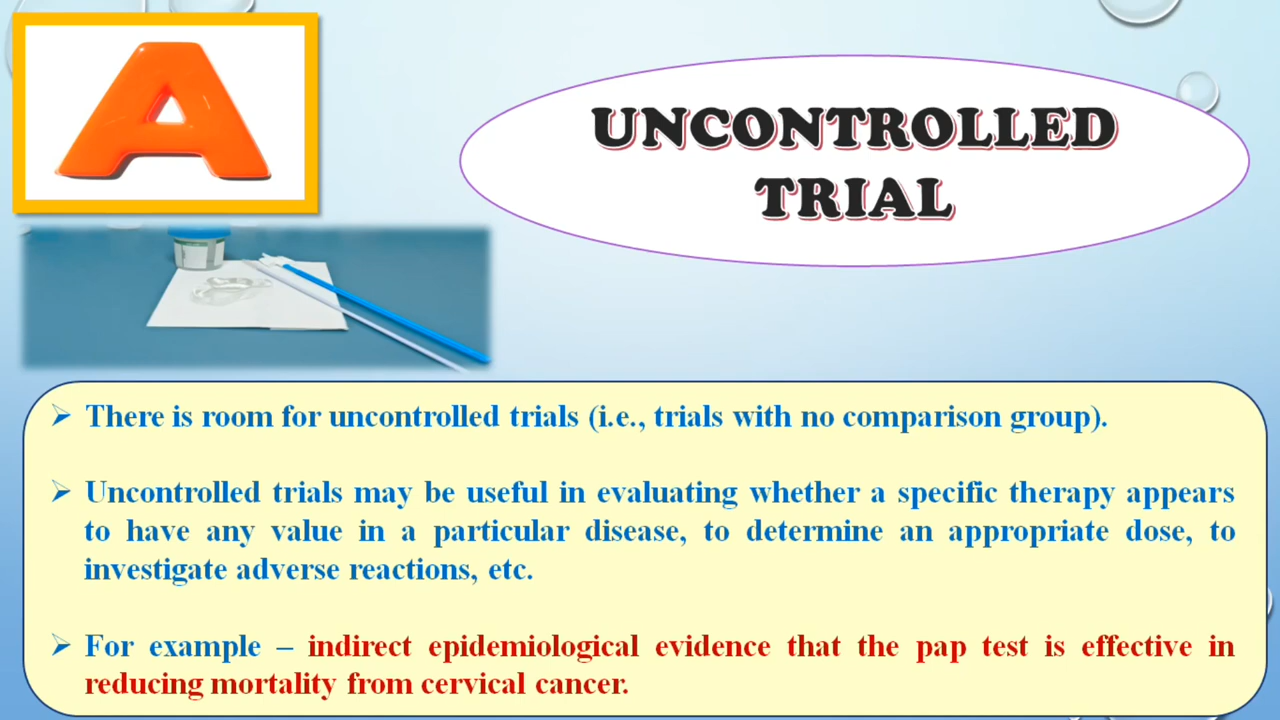 A
UNCONTROLLED
TRIAL
➢ There is room for uncontrolled trials (i.e., trials with no comparison group).
➢ Uncontrolled trials may be useful in evaluating whether a specific therapy appears
to have any value in a particular disease, to determine an appropriate dose, to
investigate adverse reactions, etc.
➢ For example – indirect epidemiological evidence that the pap test is effective in
reducing mortality from cervical cancer.